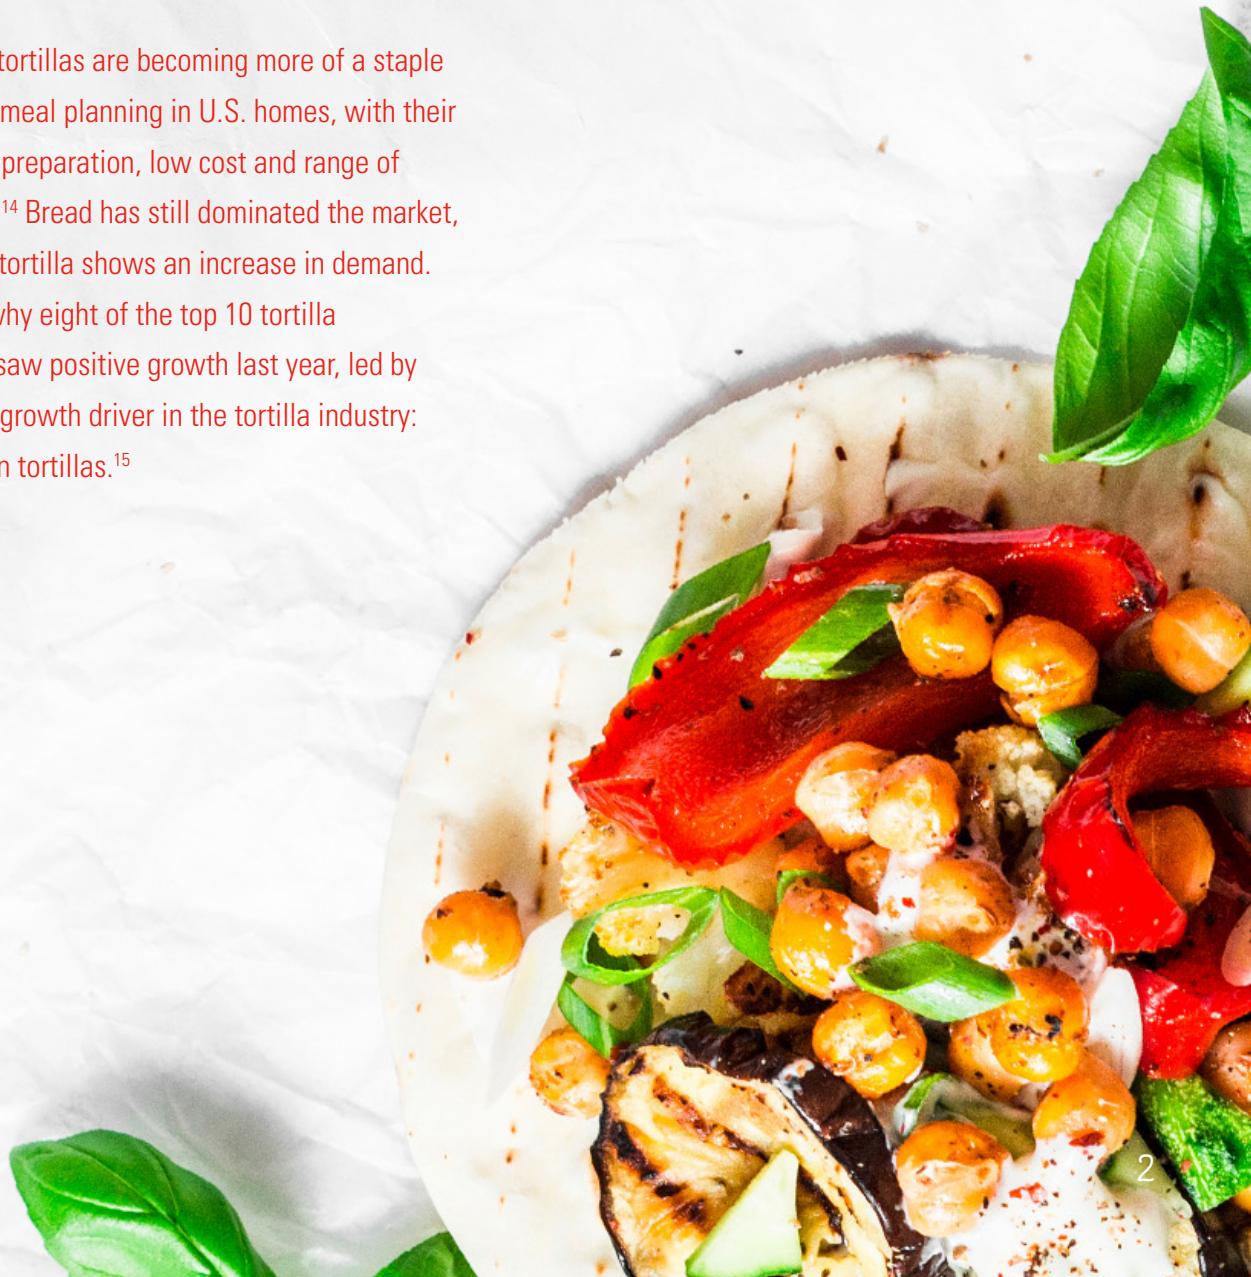 tortillas are becoming more of a staple
meal planning in U.S. homes, with their
preparation, low cost and range of
14 Bread has still dominated the market,
tortilla shows an increase in demand.
why eight of the top 10 tortilla
saw positive growth last year, led by
growth driver in the tortilla industry:
tortillas.15
2